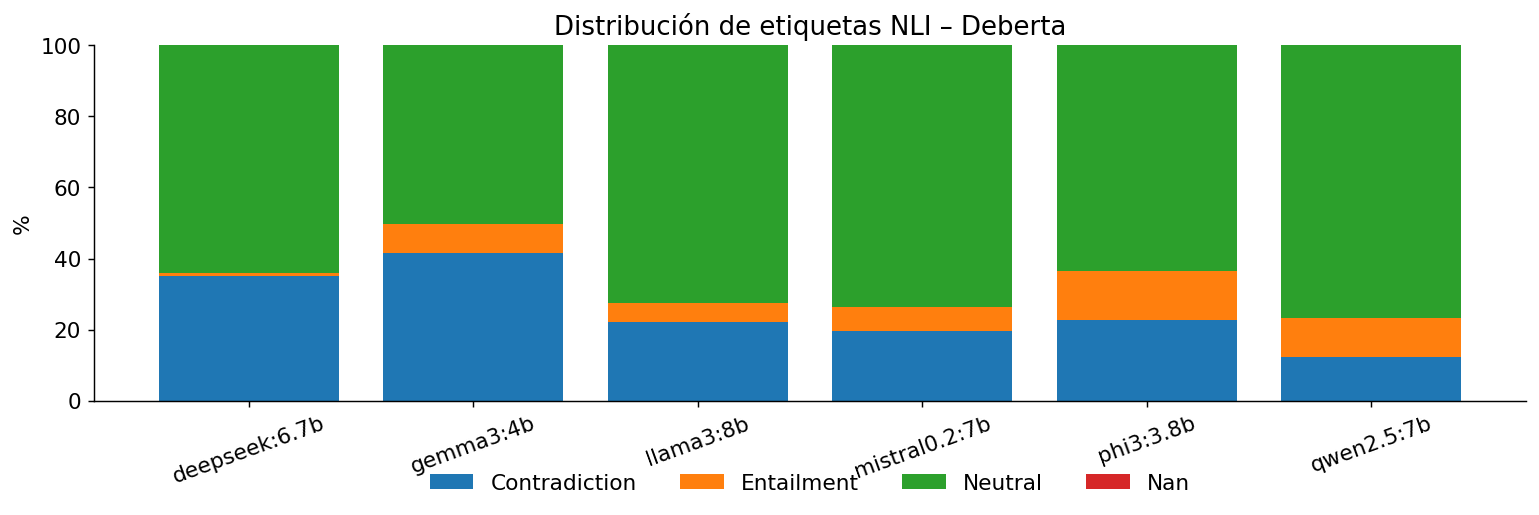 Distribución de etiquetas NLI – Deberta
100
80
60
40
20
0
%
deepseek:6.7b
gemma3:4b
llama3:8b
mistral0.2:7b
phi3:3.8b
qwen2.5:7b
Contradiction Entailment Neutral Nan